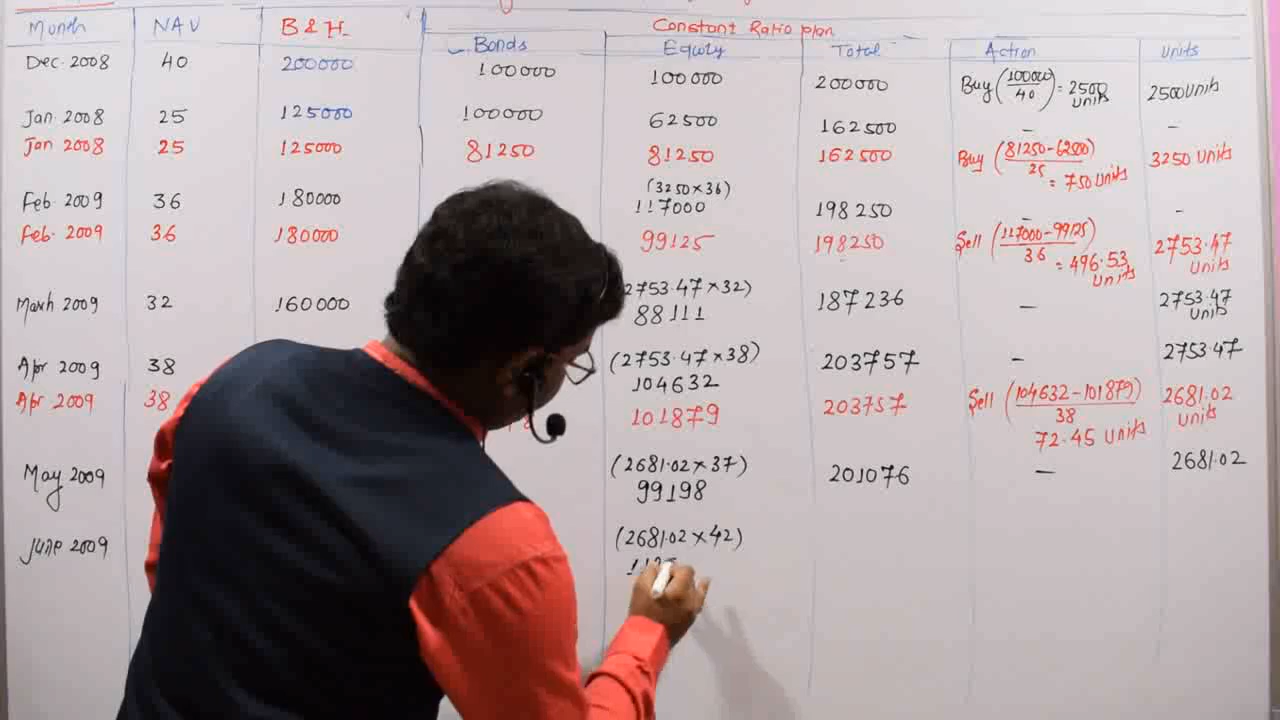 Month NAV B & H Constant Ratio plan
Bonds Equity Total Action Units
Dec. 2008 40 200000 100000 100000 200000 Buy (100000/40) = 2500 units 2500 Units
Jan 2008 25 125000 100000 62500 162500 – –
Jan 2008 25 125000 81250 81250 162500 Buy (81250-62500)/25 = 750 Units 3250 Units
(3250×36)
Feb. 2009 36 180000 117000 198250 – –
Feb. 2009 36 180000 99125 198250 Sell (117000-99125)/36 = 496.53 Units 2753.47 Units
(2753.47×32)
March 2009 32 160000 88111 187236 – 2753.47 Units
(2753.47×38)
Apr 2009 38 104632 203757 – 2753.47
Apr 2009 38 101879 203757 Sell (104632-101879)/38 72.45 Units 2681.02 Units
(2681.02×37)
May 2009 99198 201076 – 2681.02
(2681.02×42)
June 2009